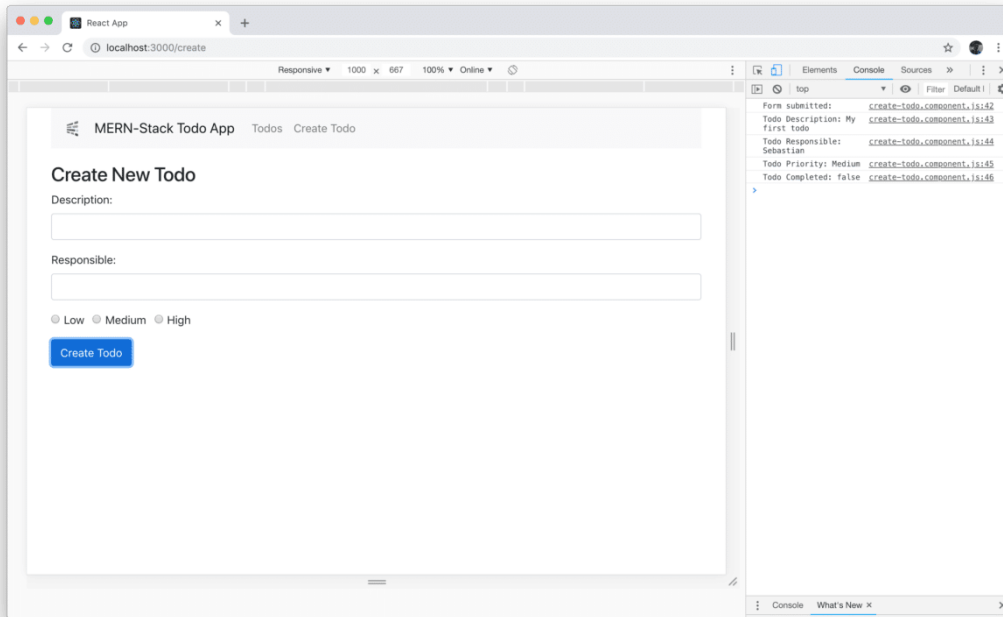 React App
localhost:3000/create
Responsive ▾ 1000 × 667 100% ▾ Online ▾
MERN-Stack Todo App Todos Create Todo
Create New Todo
Description:
Responsible:
Low Medium High
Create Todo
Elements Console Sources »
top ▾ Filter Default
Form submitted: create-todo.component.js:42
Todo Description: My create-todo.component.js:43
first todo
Todo Responsible: create-todo.component.js:44
Sebastian
Todo Priority: Medium create-todo.component.js:45
Todo Completed: false create-todo.component.js:46
Console What's New ×